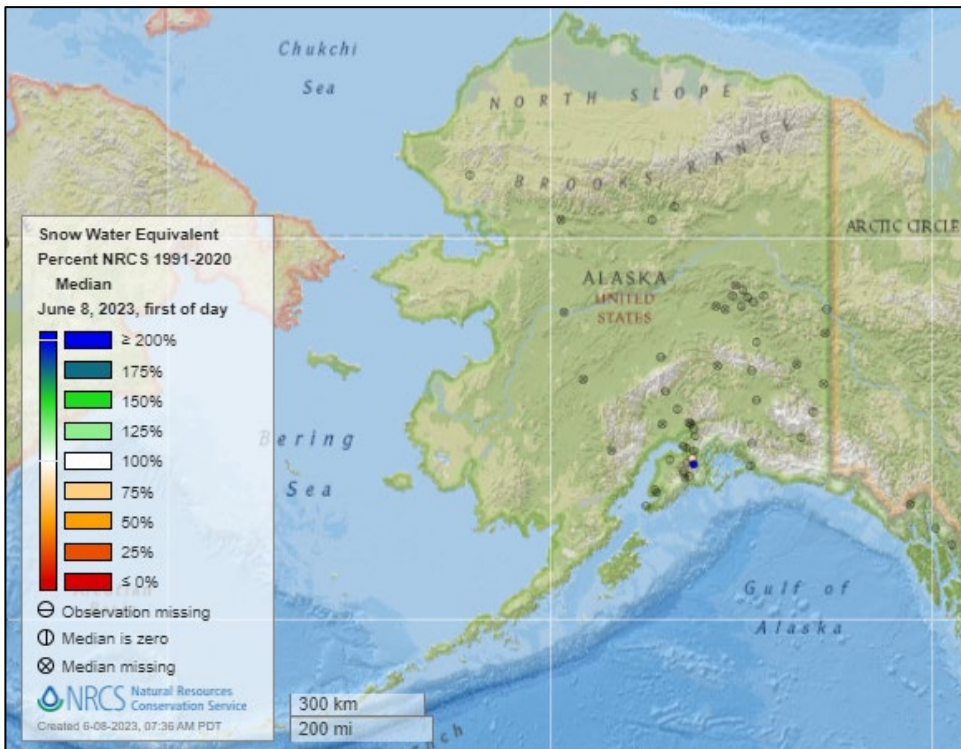 Chukchi
Sea
NORTH SLOPE
BROOKS RANGE
ARCTIC CIRCLE
ALASKA
UNITED
STATES
Bering
Sea
Gulf of
Alaska
Snow Water Equivalent
Percent NRCS 1991-2020
Median
June 8, 2023, first of day
≥ 200%
175%
150%
125%
100%
75%
50%
25%
≤ 0%
Observation missing
Median is zero
Median missing
NRCS Natural Resources
Conservation Service
Created 6-08-2023, 07:36 AM PDT
300 km
200 mi